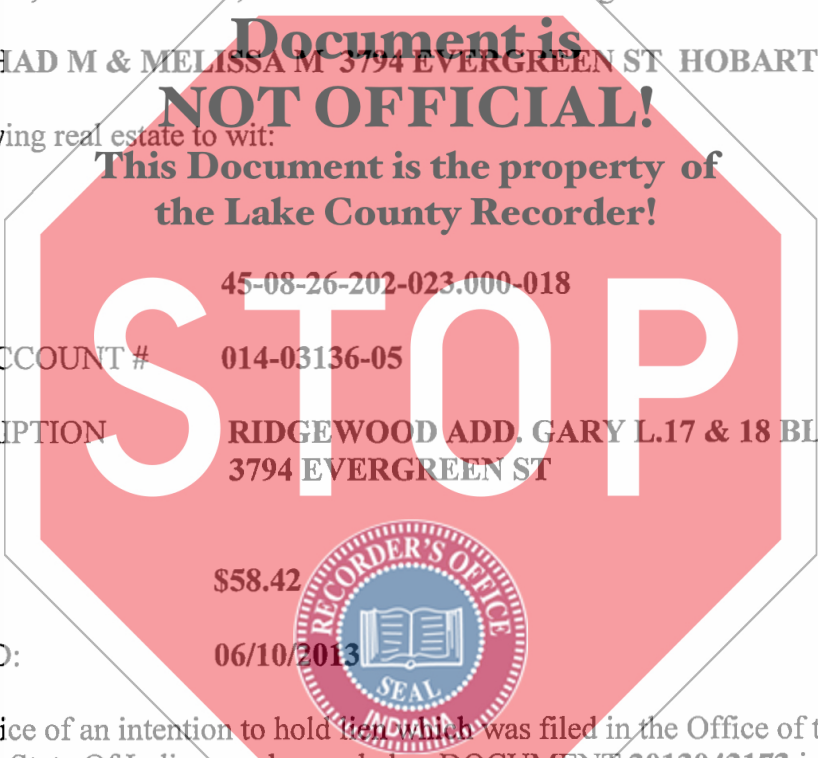 Document is
HAD M & MELISSA M 3794 EVERGREEN ST HOBART
NOT OFFICIAL!
ing real estate to wit:
This Document is the property of
the Lake County Recorder!
45-08-26-202-023.000-018
STOP
CCOUNT # 014-03136-05
IPTION RIDGEWOOD ADD. GARY L.17 & 18 BL
3794 EVERGREEN ST
$58.42
RECORDER'S OFFICE
D: 06/10/2013
SEAL
INDIANA
ice of an intention to hold lien which was filed in the Office of t